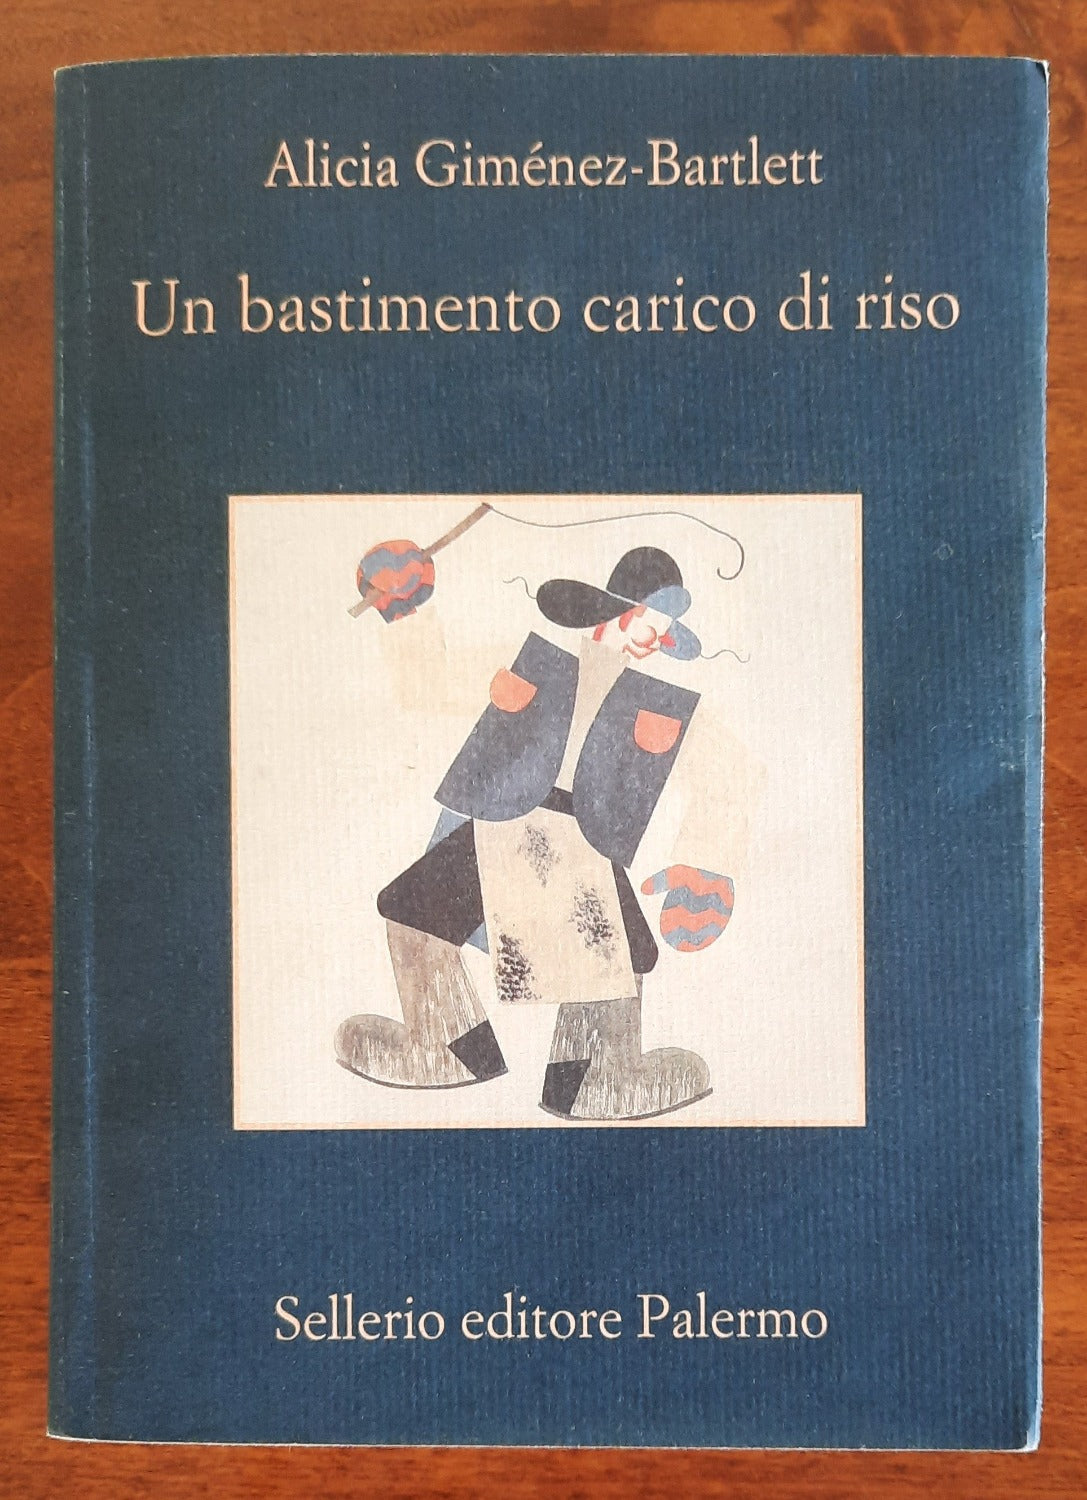 Alicia Giménez-Bartlett
Un bastimento carico di riso
Sellerio editore Palermo